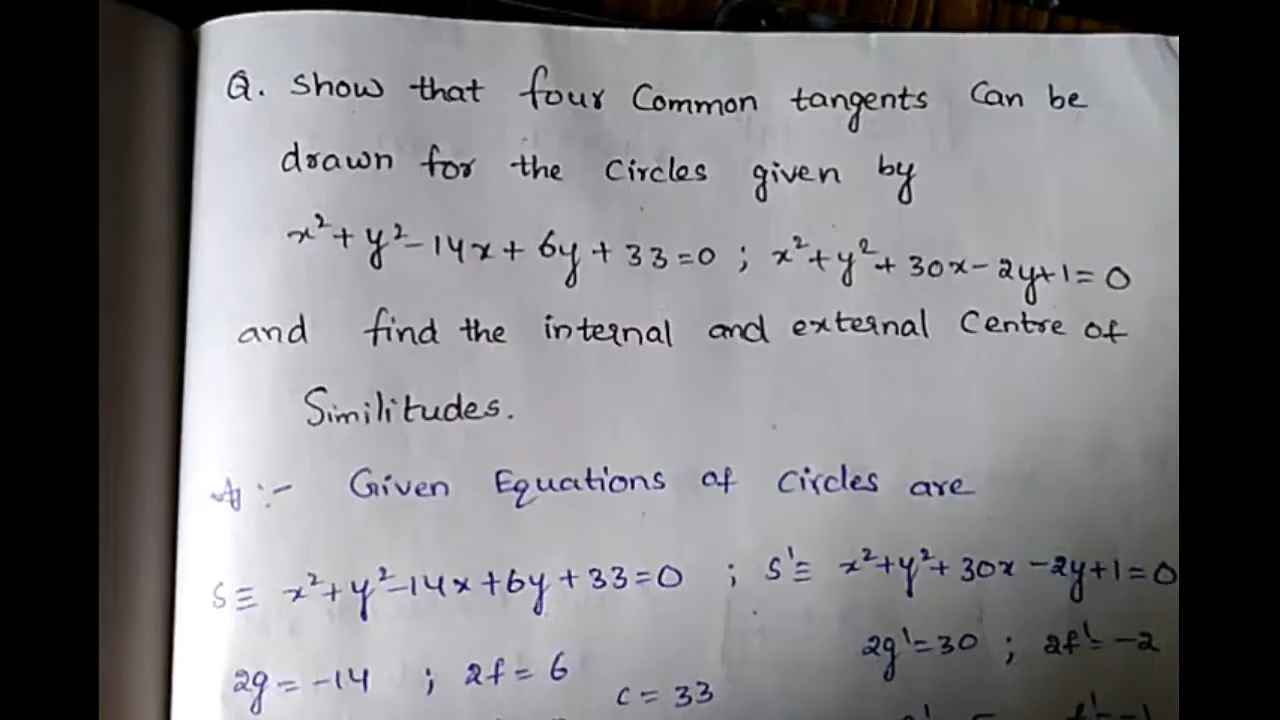 Q. Show that four Common tangents Can be
drawn for the Circles given by
x²+y²-14x+6y+33=0 ; x²+y²+30x-2y+1=0
and find the internal and external Centre of
Similitudes.
A:- Given Equations of Circles are
S≡ x²+y²-14x+6y+33=0 ; S'≡ x²+y²+30x-2y+1=0
2g=-14 ; 2f=6 c=33 2g'=30 ; 2f'=-2